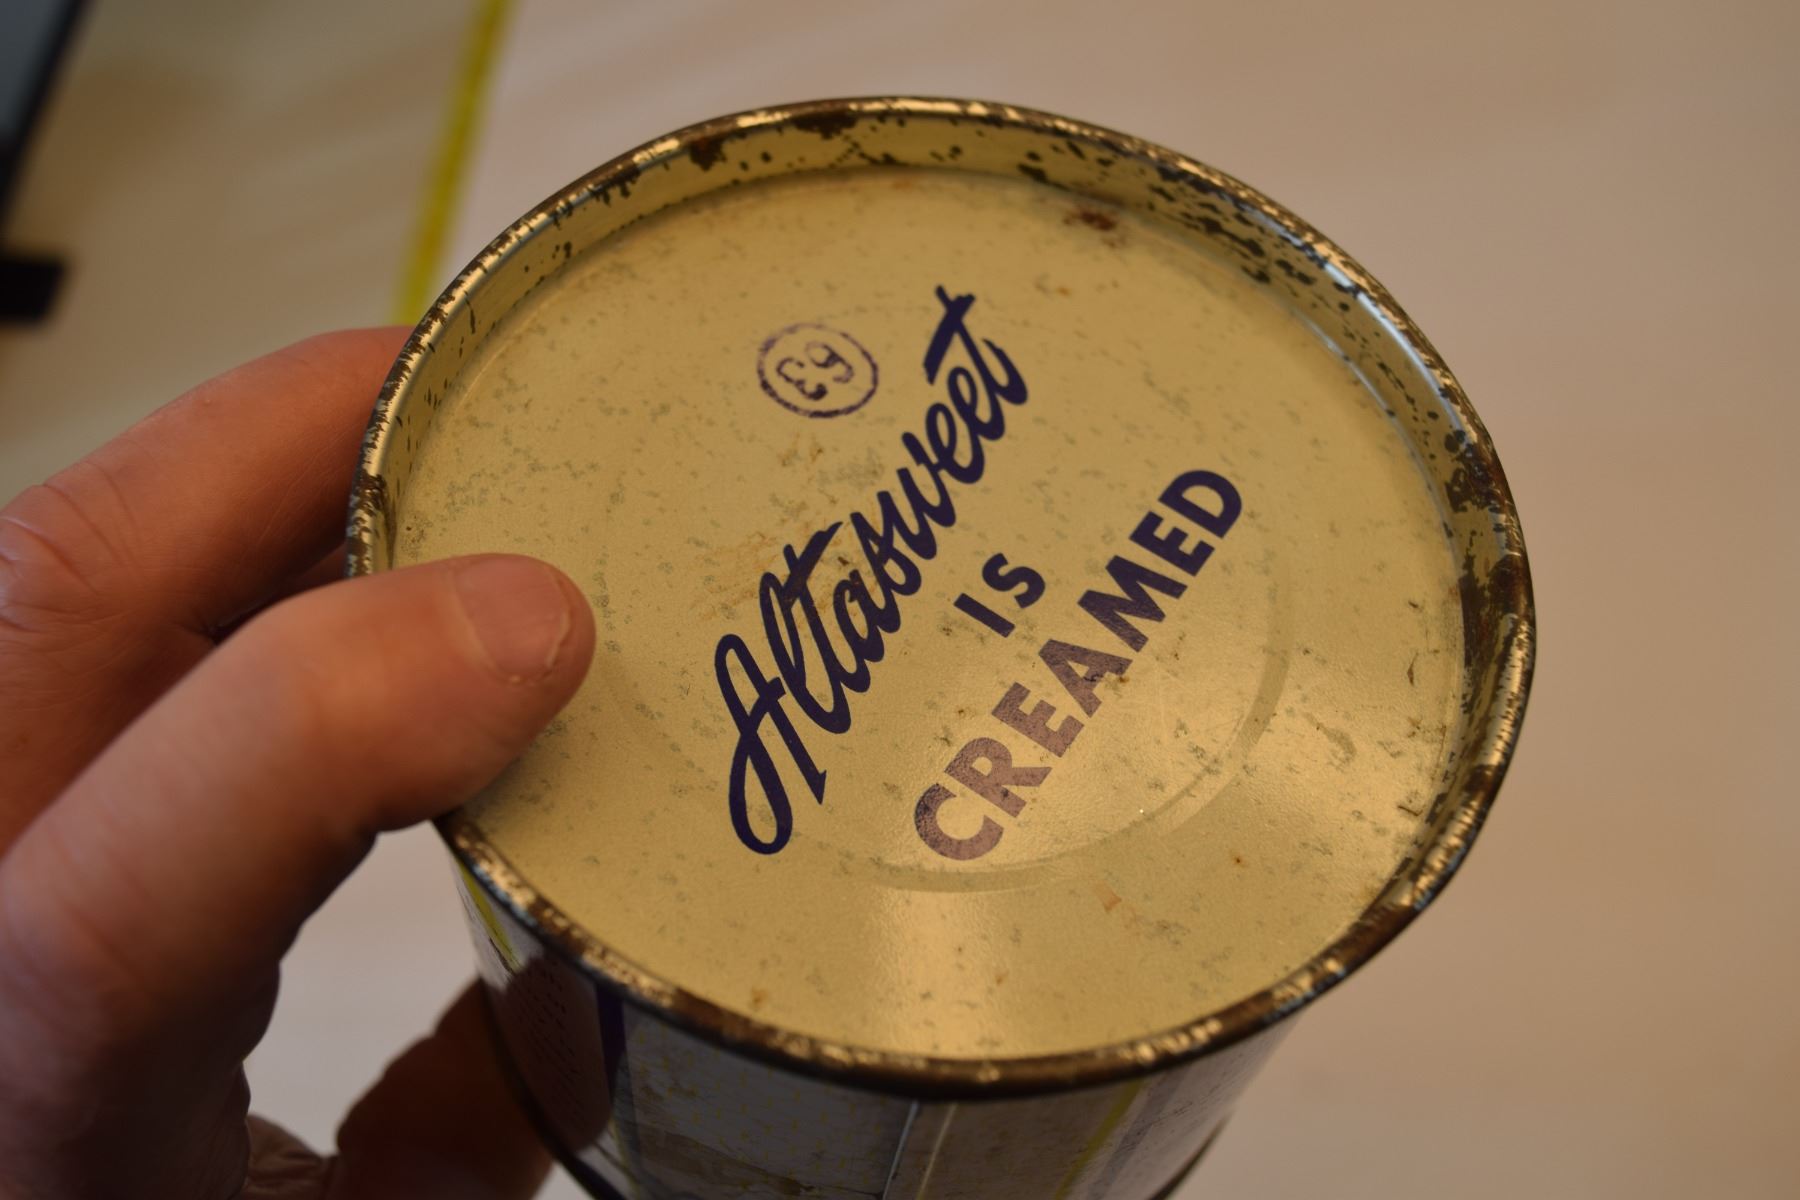 63
Altasweet
IS
CREAMED